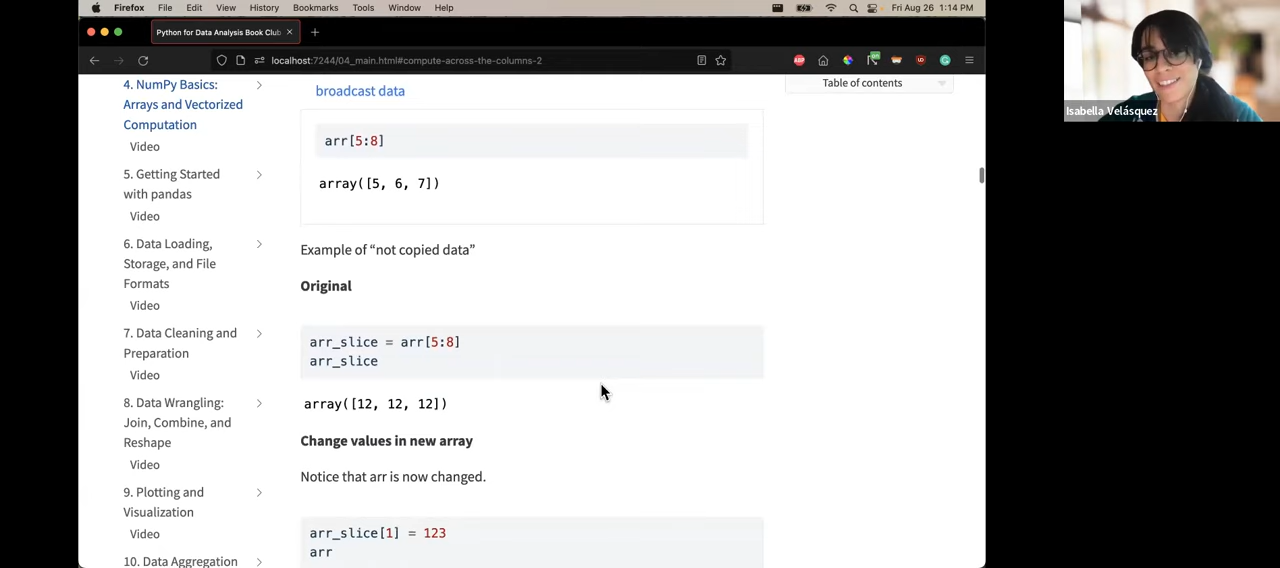 Firefox File Edit View History Bookmarks Tools Window Help Fri Aug 26 1:14 PM
Python for Data Analysis Book Club
localhost:7244/04_main.html#compute-across-the-columns-2
4. NumPy Basics:
Arrays and Vectorized
Computation
Video
5. Getting Started
with pandas
Video
6. Data Loading,
Storage, and File
Formats
Video
7. Data Cleaning and
Preparation
Video
8. Data Wrangling:
Join, Combine, and
Reshape
Video
9. Plotting and
Visualization
Video
10. Data Aggregation
broadcast data
arr[5:8]
array([5, 6, 7])
Example of “not copied data”
Original
arr_slice = arr[5:8]
arr_slice
array([12, 12, 12])
Change values in new array
Notice that arr is now changed.
arr_slice[1] = 123
arr
Table of contents
Isabella Velásquez